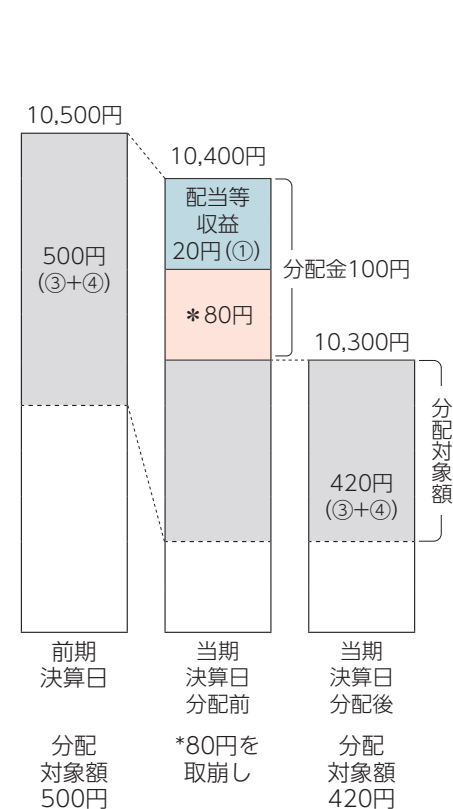 10,500円
500円
(③+④)
10,400円
配当等
収益
20円(①)
＊80円
分配金100円
10,300円
420円
(③+④)
分配対象額
前期
決算日
当期
決算日
分配前
当期
決算日
分配後
分配
対象額
500円
*80円を
取崩し
分配
対象額
420円